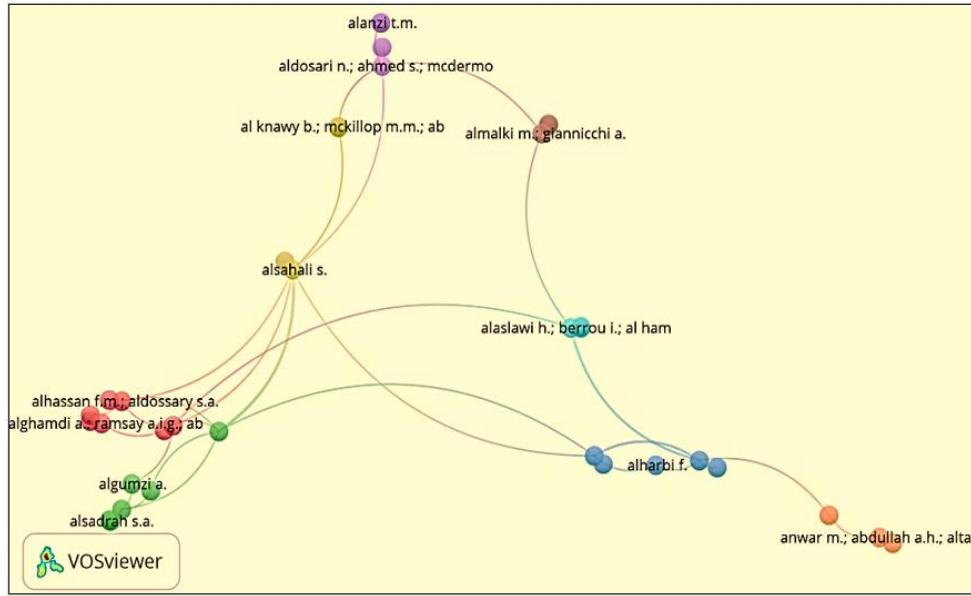 alanzi t.m.
aldosari n.; ahmed s.; mcdermo
al knawy b.; mckillop m.m.; ab
almalki m.; giannicchi a.
alsahali s.
alaslawi h.; berrou i.; al ham
alhassan f.m.; aldossary s.a.
alghamdi a.; ramsay a.i.g.; ab
alharbi f.
algumzi a.
alsadrah s.a.
anwar m.; abdullah a.h.; alta
VOSviewer